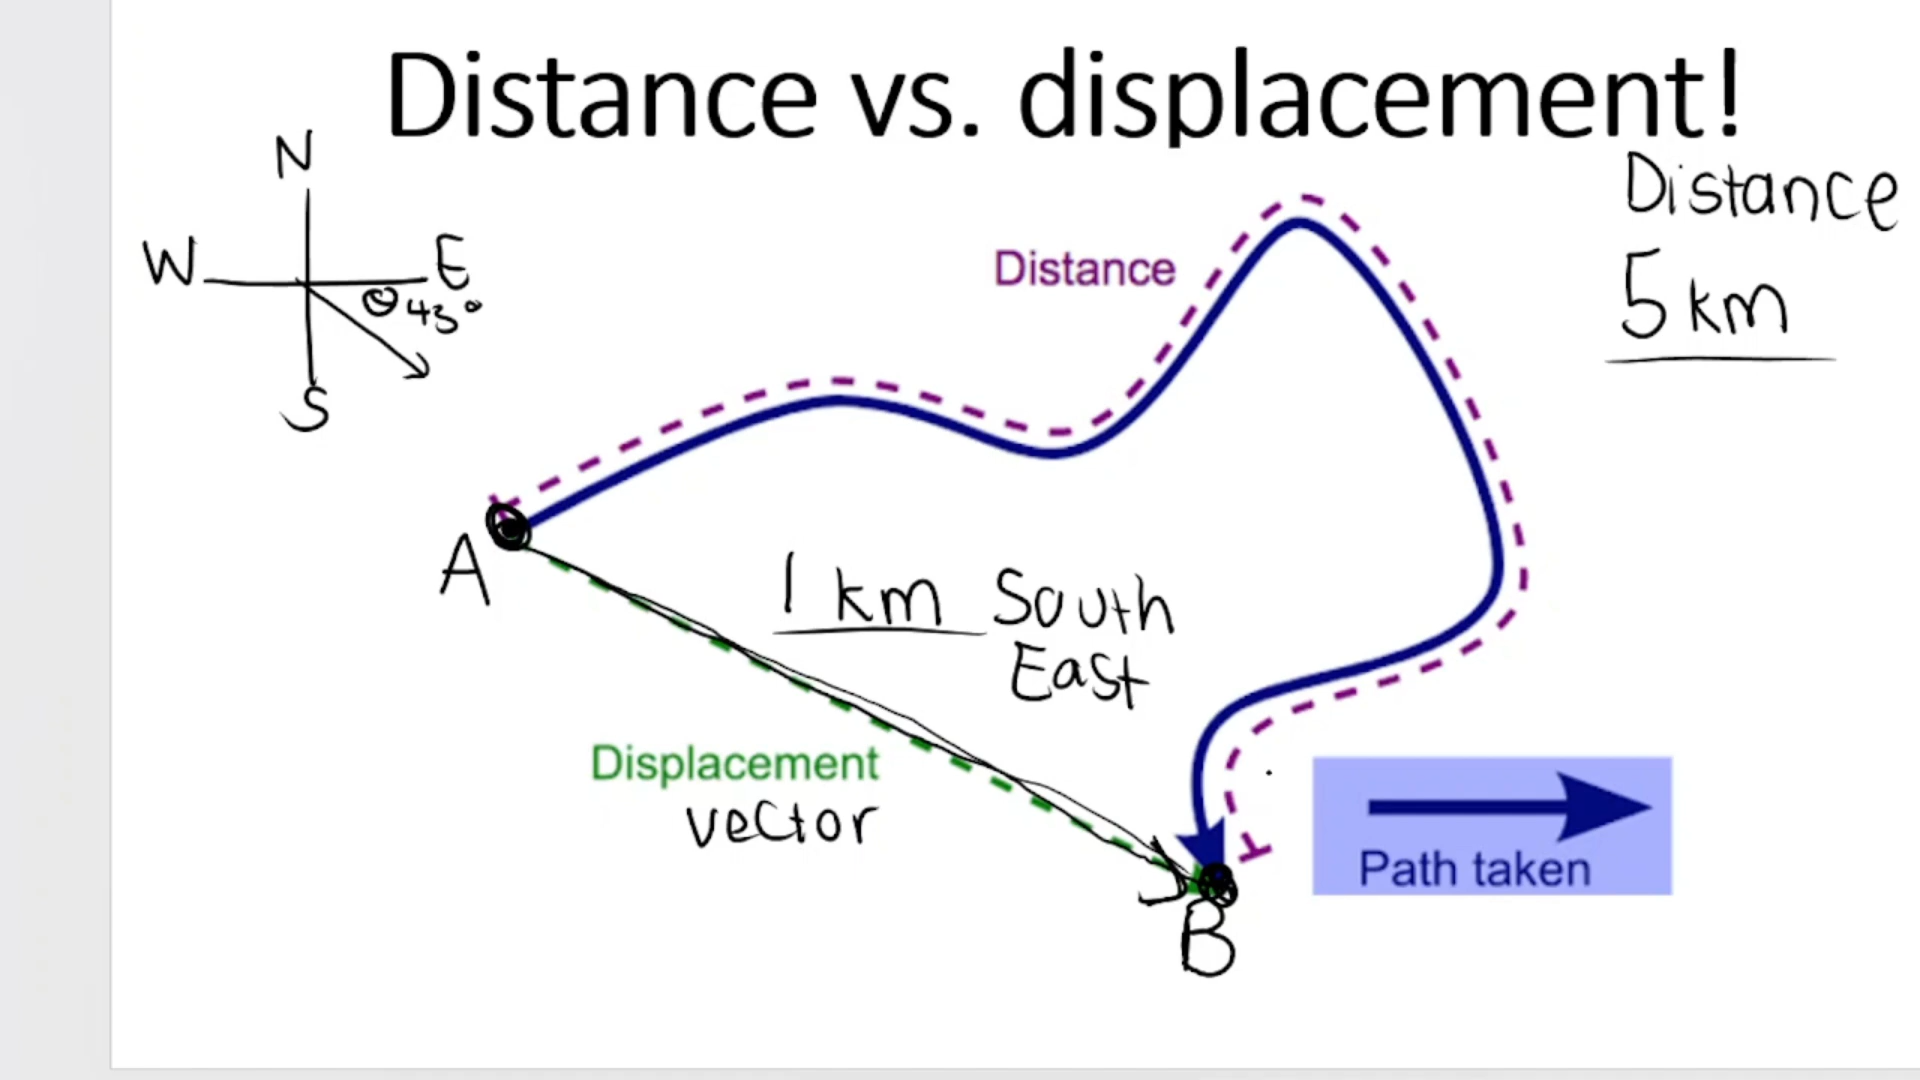 Distance vs. displacement!
N
W
E
θ 45°
S
Distance
Distance
5 km
A
1 km South
East
Displacement
vector
Path taken
B